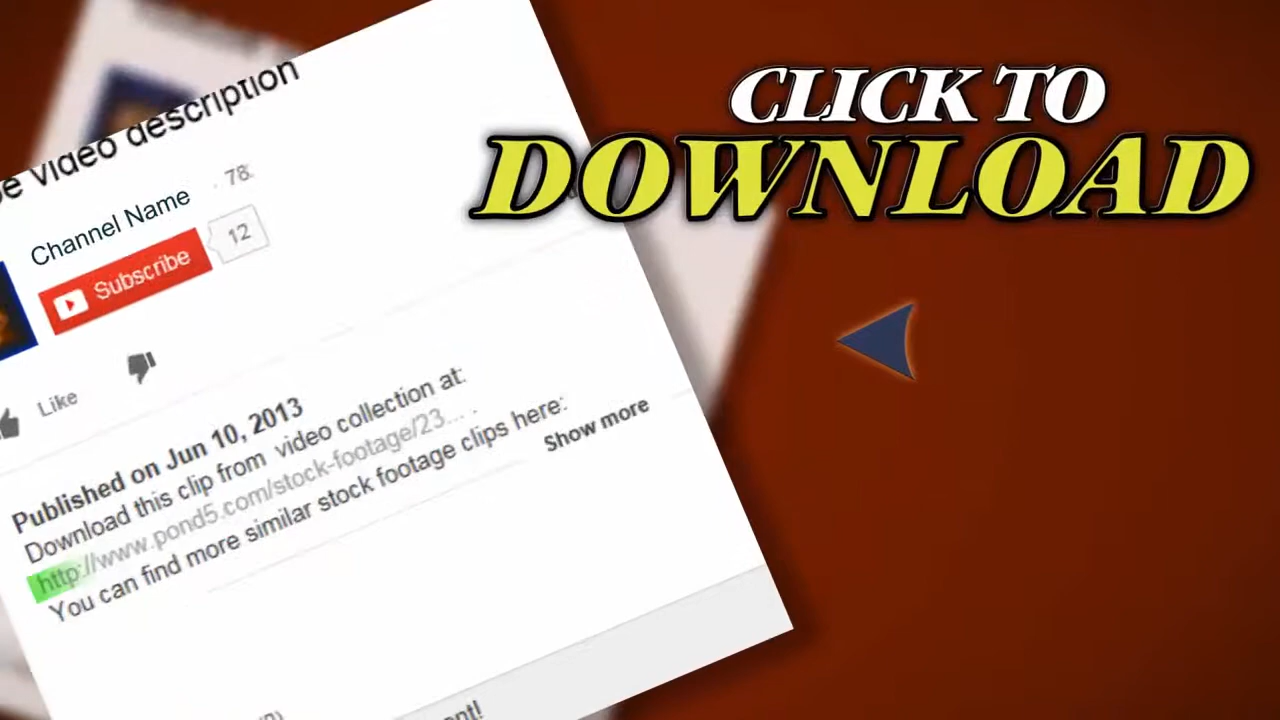 CLICK TO
DOWNLOAD
video description
Channel Name
78
Subscribe
12
Like
Published on Jun 10, 2013
Download this clip from video collection at:
http://www.pond5.com/stock-footage/23...
You can find more similar stock footage clips here:
Show more